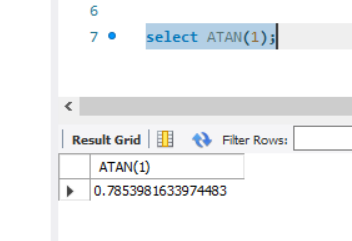 6
7 select ATAN(1);
Result Grid Filter Rows:
ATAN(1)
0.7853981633974483